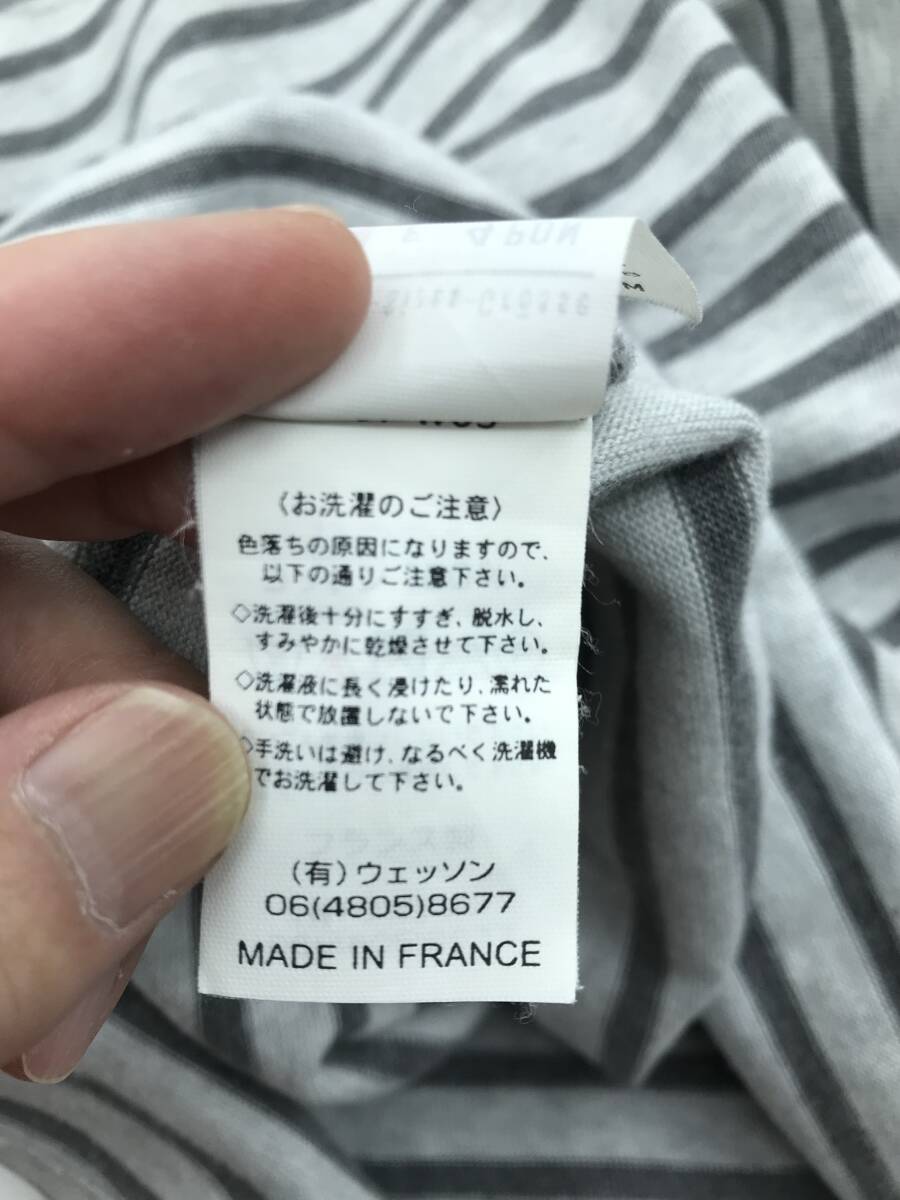 M
〈お洗濯のご注意〉
色落ちの原因になりますので、
以下の通りご注意下さい。
◇洗濯後十分にすすぎ、脱水し、
すみやかに乾燥させて下さい。
◇洗濯液に長く浸けたり、濡れた
状態で放置しないで下さい。
◇手洗いは避け、なるべく洗濯機
でお洗濯して下さい。
フランス製
(有)ウェッソン
06(4805)8677
MADE IN FRANCE